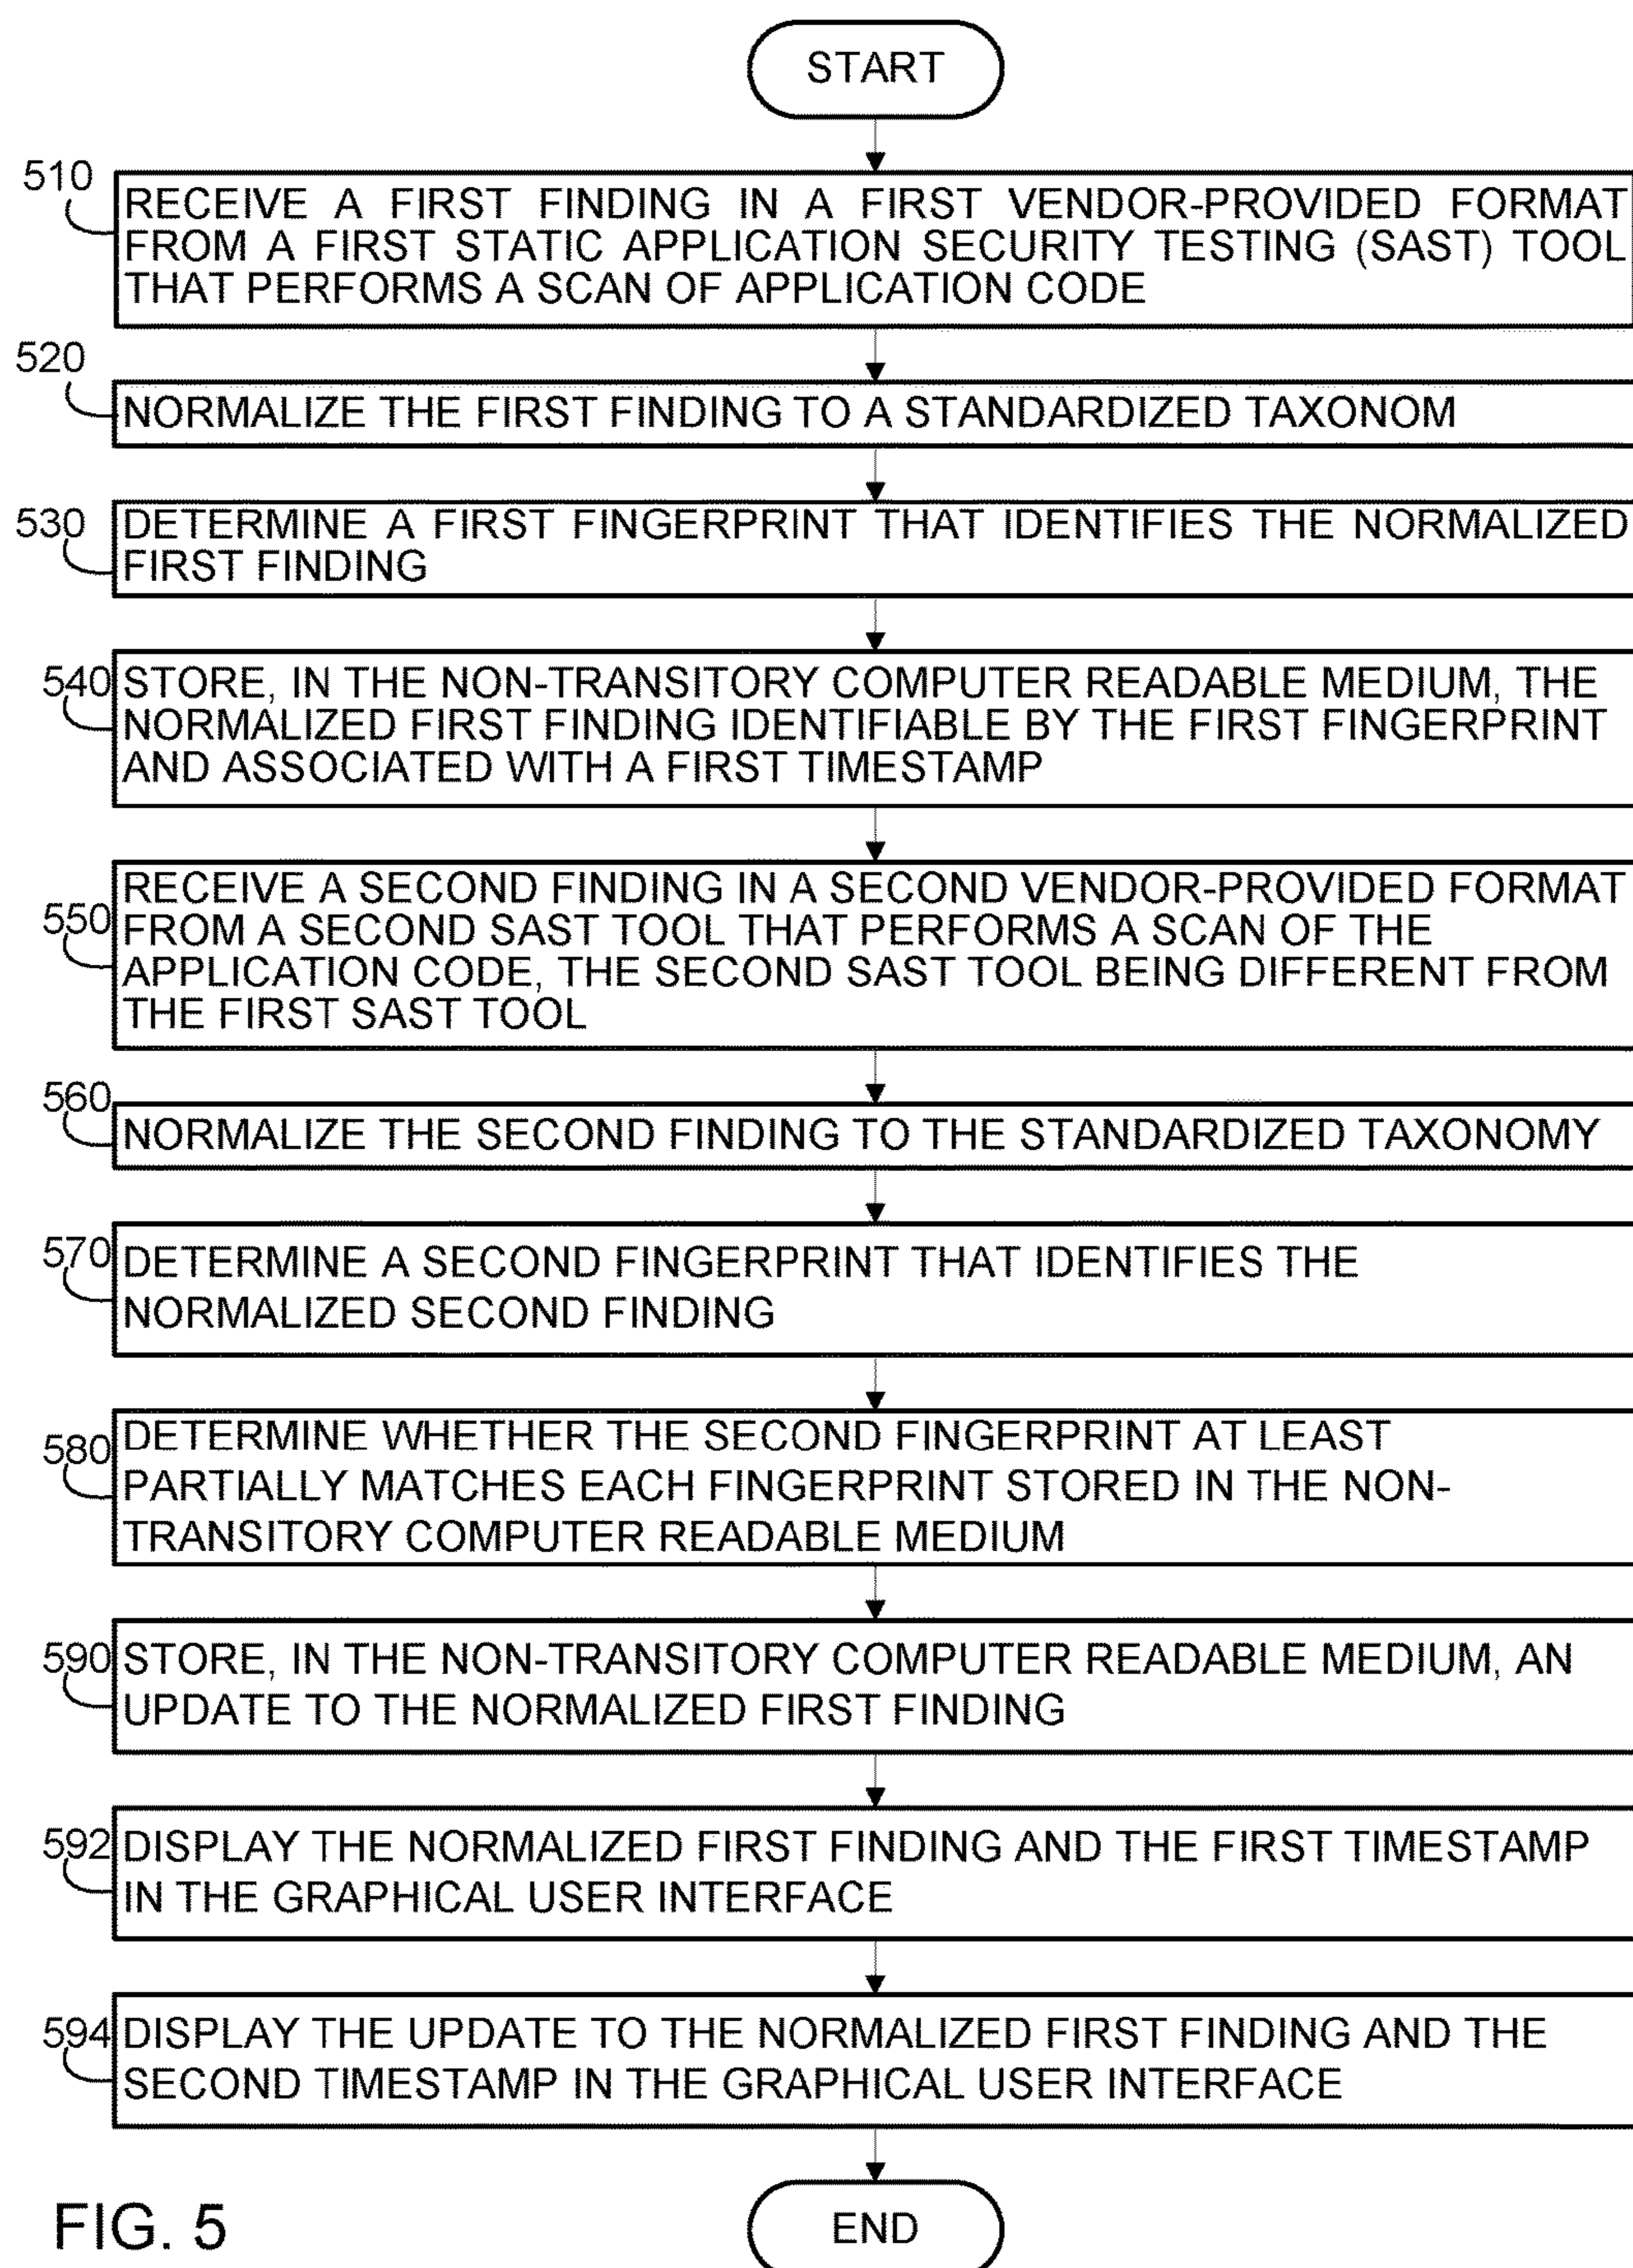 START
510
RECEIVE A FIRST FINDING IN A FIRST VENDOR-PROVIDED FORMAT
FROM A FIRST STATIC APPLICATION SECURITY TESTING (SAST) TOOL
THAT PERFORMS A SCAN OF APPLICATION CODE
520
NORMALIZE THE FIRST FINDING TO A STANDARDIZED TAXONOM
530
DETERMINE A FIRST FINGERPRINT THAT IDENTIFIES THE NORMALIZED
FIRST FINDING
540
STORE, IN THE NON-TRANSITORY COMPUTER READABLE MEDIUM, THE
NORMALIZED FIRST FINDING IDENTIFIABLE BY THE FIRST FINGERPRINT
AND ASSOCIATED WITH A FIRST TIMESTAMP
550
RECEIVE A SECOND FINDING IN A SECOND VENDOR-PROVIDED FORMAT
FROM A SECOND SAST TOOL THAT PERFORMS A SCAN OF THE
APPLICATION CODE, THE SECOND SAST TOOL BEING DIFFERENT FROM
THE FIRST SAST TOOL
560
NORMALIZE THE SECOND FINDING TO THE STANDARDIZED TAXONOMY
570
DETERMINE A SECOND FINGERPRINT THAT IDENTIFIES THE
NORMALIZED SECOND FINDING
580
DETERMINE WHETHER THE SECOND FINGERPRINT AT LEAST
PARTIALLY MATCHES EACH FINGERPRINT STORED IN THE NON-
TRANSITORY COMPUTER READABLE MEDIUM
590
STORE, IN THE NON-TRANSITORY COMPUTER READABLE MEDIUM, AN
UPDATE TO THE NORMALIZED FIRST FINDING
592
DISPLAY THE NORMALIZED FIRST FINDING AND THE FIRST TIMESTAMP
IN THE GRAPHICAL USER INTERFACE
594
DISPLAY THE UPDATE TO THE NORMALIZED FIRST FINDING AND THE
SECOND TIMESTAMP IN THE GRAPHICAL USER INTERFACE
END
FIG. 5